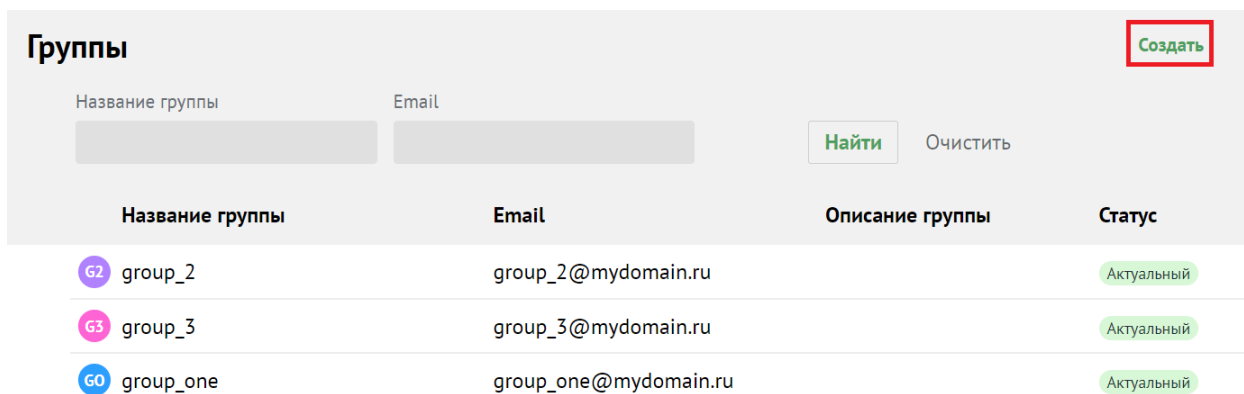 Группы
Создать
Название группы Email
Найти Очистить
Название группы Email Описание группы Статус
G2 group_2 group_2@mydomain.ru Актуальный
G3 group_3 group_3@mydomain.ru Актуальный
GO group_one group_one@mydomain.ru Актуальный